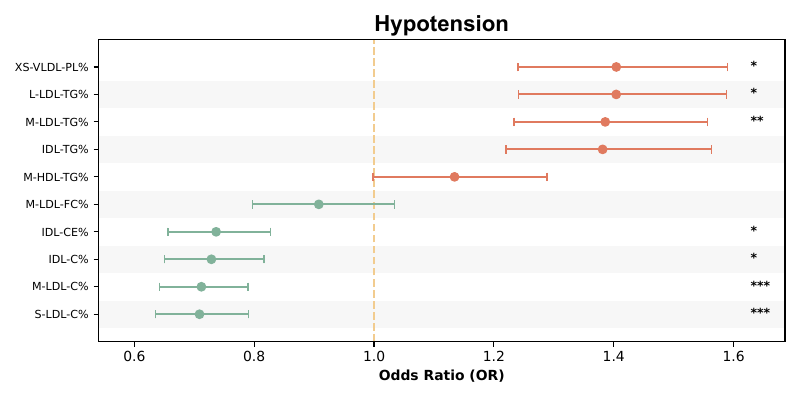 Hypotension
XS-VLDL-PL% *
L-LDL-TG% *
M-LDL-TG% **
IDL-TG%
M-HDL-TG%
M-LDL-FC%
IDL-CE% *
IDL-C% *
M-LDL-C% ***
S-LDL-C% ***
0.6 0.8 1.0 1.2 1.4 1.6
Odds Ratio (OR)